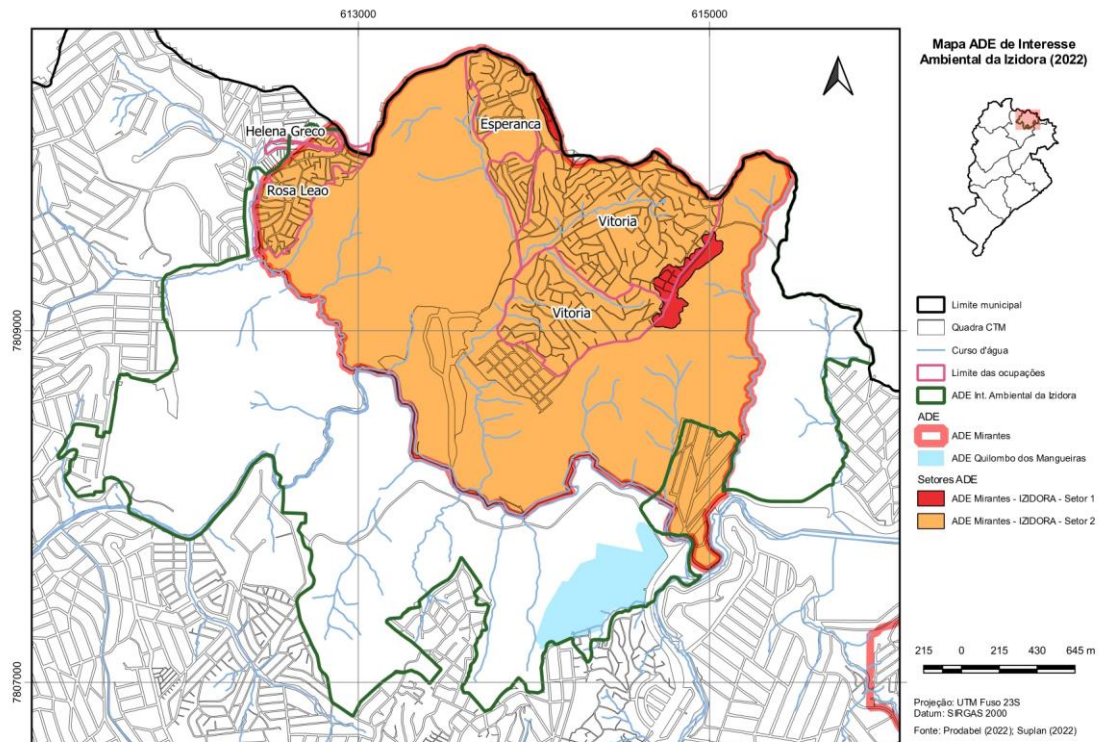 613000
615000
7809000
7807000
Helena Greco
Rosa Leao
Esperanca
Vitoria
Vitoria
Mapa ADE de Interesse
Ambiental da Izidora (2022)
Limite municipal
Quadra CTM
Curso d'água
Limite das ocupações
ADE Int. Ambiental da Izidora
ADE
ADE Mirantes
ADE Quilombo dos Mangueiras
Setores ADE
ADE Mirantes - IZIDORA - Setor 1
ADE Mirantes - IZIDORA - Setor 2
215 0 215 430 645 m
Projeção: UTM Fuso 23S
Datum: SIRGAS 2000
Fonte: Prodabel (2022); Suplan (2022)